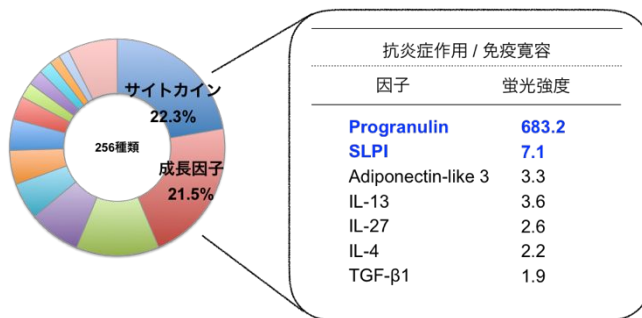 サイトカイン
22.3%
256種類
成長因子
21.5%
抗炎症作用 / 免疫寛容
因子 蛍光強度
Progranulin 683.2
SLPI 7.1
Adiponectin-like 3 3.3
IL-13 3.6
IL-27 2.6
IL-4 2.2
TGF-β1 1.9